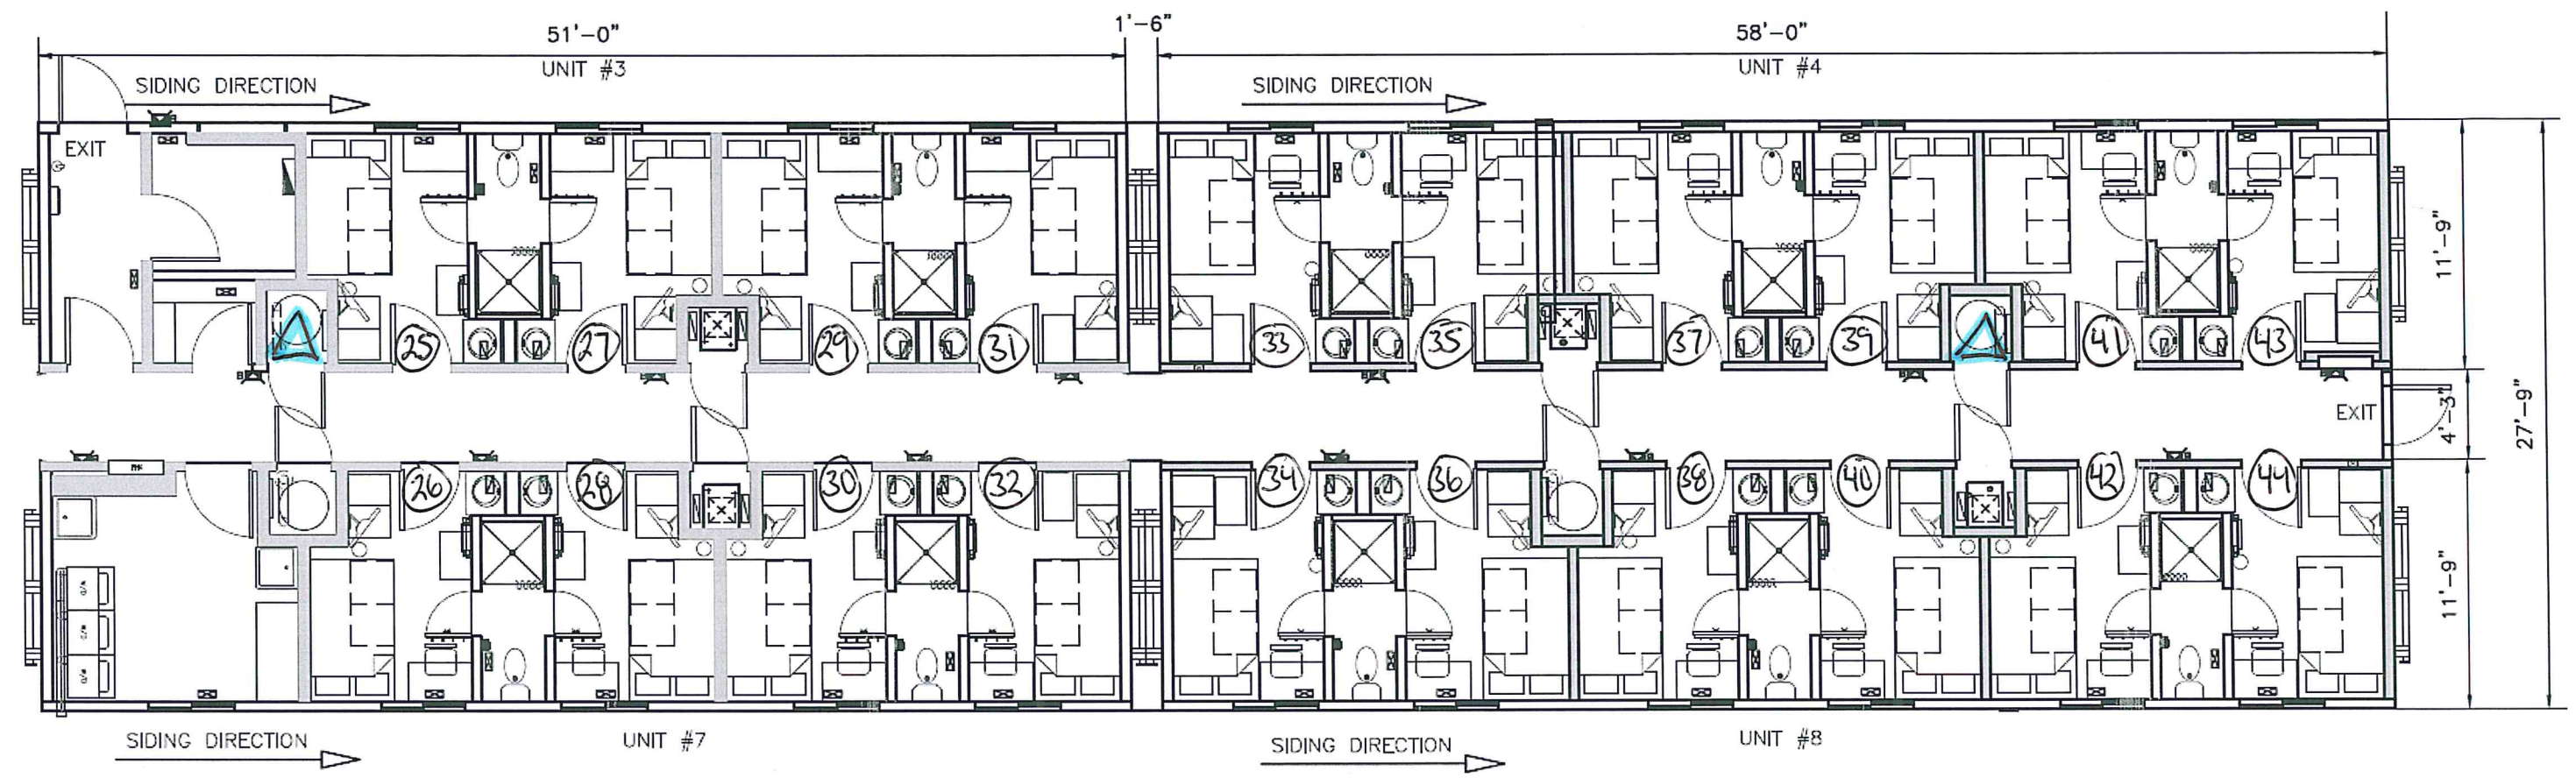 51'-0"
1'-6"
58'-0"
UNIT #3
UNIT #4
SIDING DIRECTION
SIDING DIRECTION
EXIT
11'-9"
25
27
29
31
33
35
37
39
41
43
EXIT
4'-3"
27'-9"
26
28
30
32
34
36
38
40
42
44
11'-9"
SIDING DIRECTION
UNIT #7
SIDING DIRECTION
UNIT #8